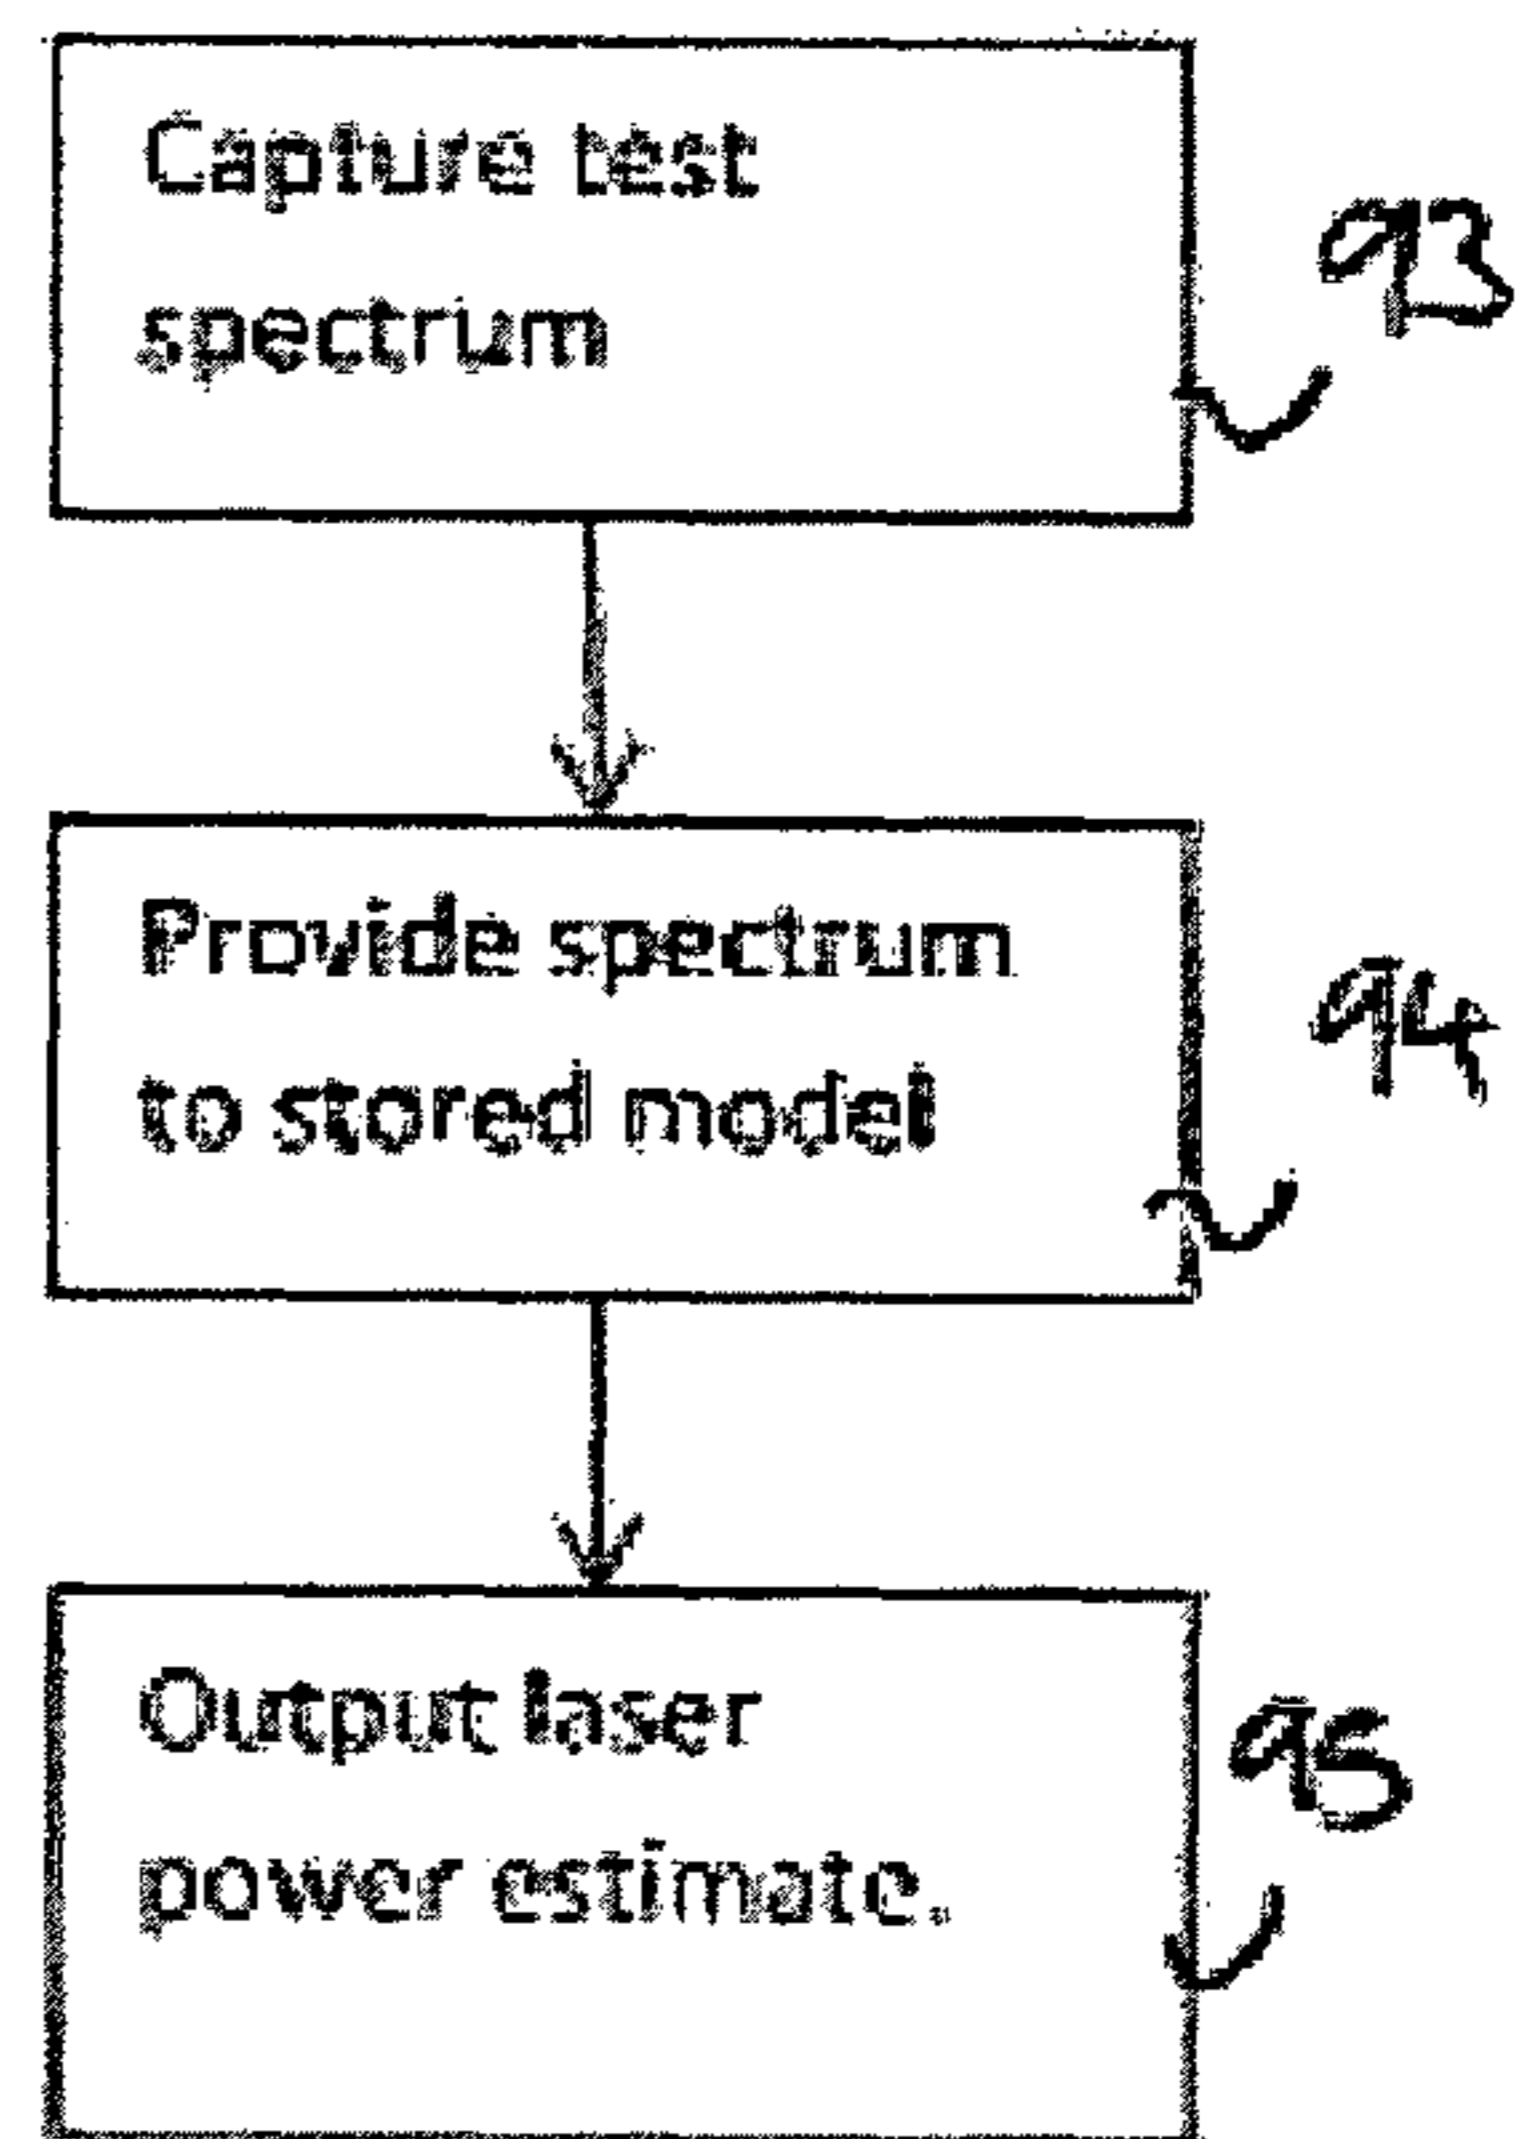 Capture test
spectrum
93
Provide spectrum
to stored model
94
Output laser
power estimate.
95